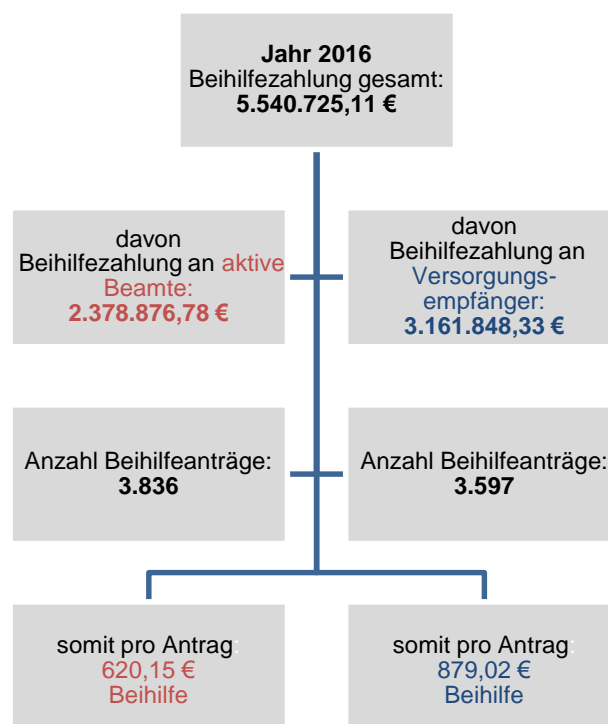 Jahr 2016
Beihilfezahlung gesamt:
5.540.725,11 €
davon
Beihilfezahlung an aktive
Beamte:
2.378.876,78 €
davon
Beihilfezahlung an
Versorgungs-
empfänger:
3.161.848,33 €
Anzahl Beihilfeanträge:
3.836
Anzahl Beihilfeanträge:
3.597
somit pro Antrag:
620,15 €
Beihilfe
somit pro Antrag:
879,02 €
Beihilfe